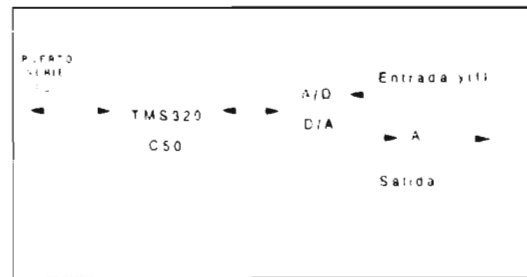 PUERTO
SERIE
TMS320
C50
A/D
D/A
Entrada y(t)
A
Salida